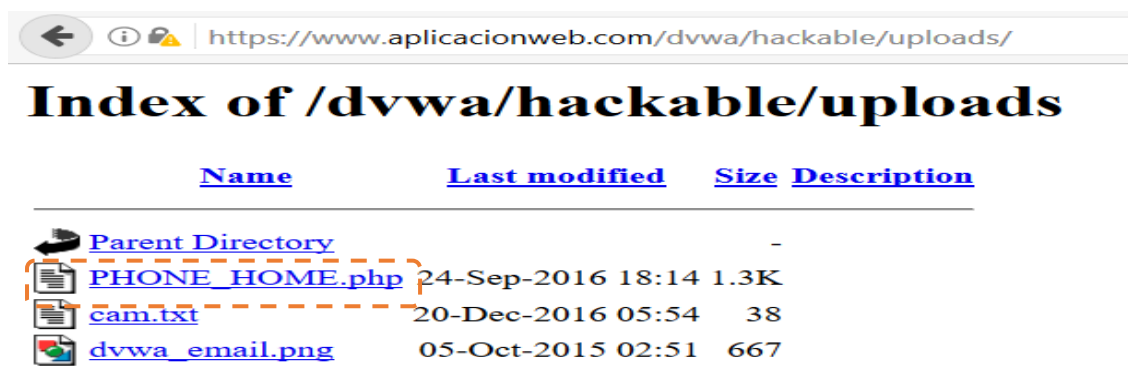 https://www.aplicacionweb.com/dvwa/hackable/uploads/
Index of /dvwa/hackable/uploads
Name Last modified Size Description
Parent Directory -
PHONE_HOME.php 24-Sep-2016 18:14 1.3K
cam.txt 20-Dec-2016 05:54 38
dvwa_email.png 05-Oct-2015 02:51 667